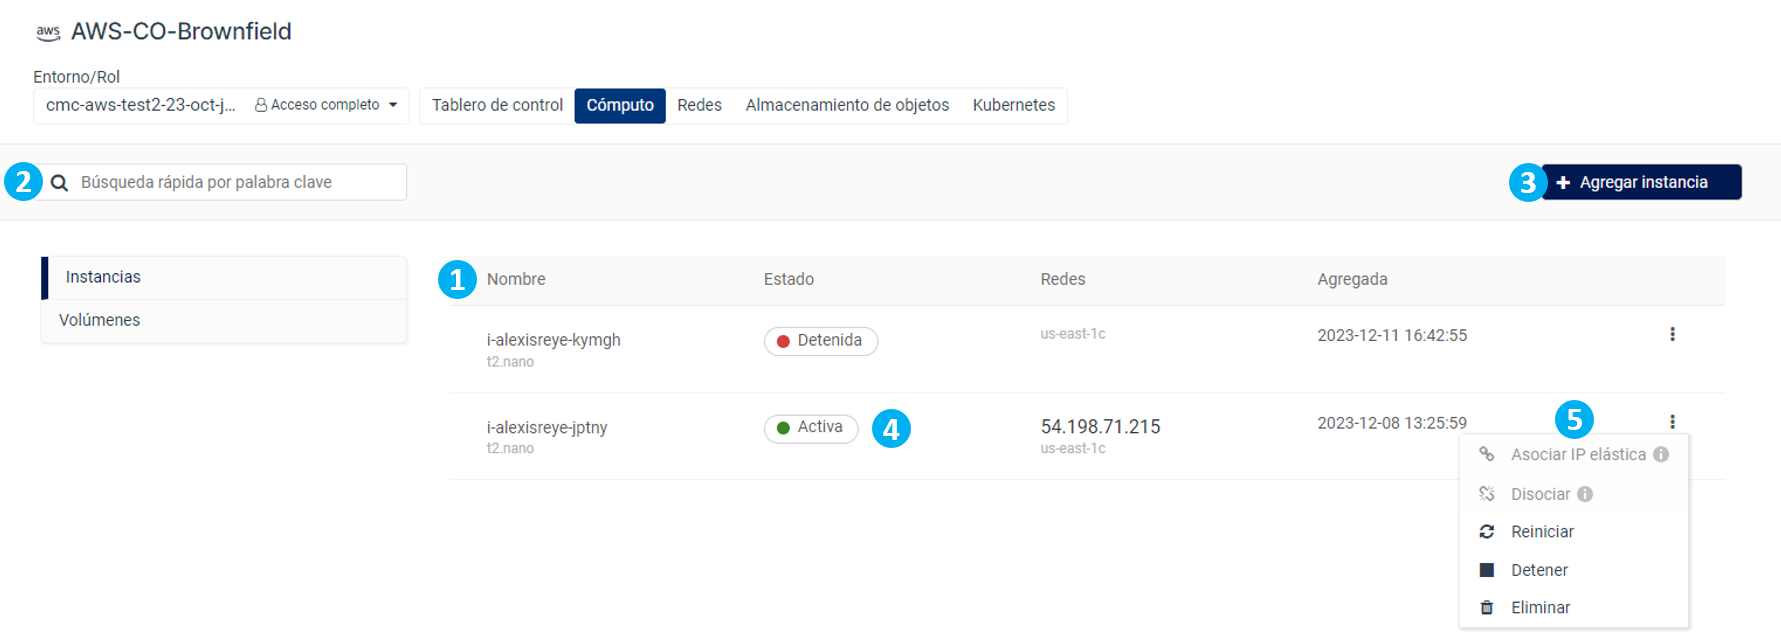 aws AWS-CO-Brownfield
Entorno/Rol
cmc-aws-test2-23-oct-j... Acceso completo Tablero de control Cómputo Redes Almacenamiento de objetos Kubernetes
2 Búsqueda rápida por palabra clave 3 + Agregar instancia
Instancias
Volúmenes
1 Nombre Estado Redes Agregada
i-alexisreye-kymgh Detenida us-east-1c 2023-12-11 16:42:55
t2.nano
i-alexisreye-jptny Activa 4 54.198.71.215 2023-12-08 13:25:59 5
t2.nano us-east-1c
Asociar IP elástica i
Disociar i
Reiniciar
Detener
Eliminar